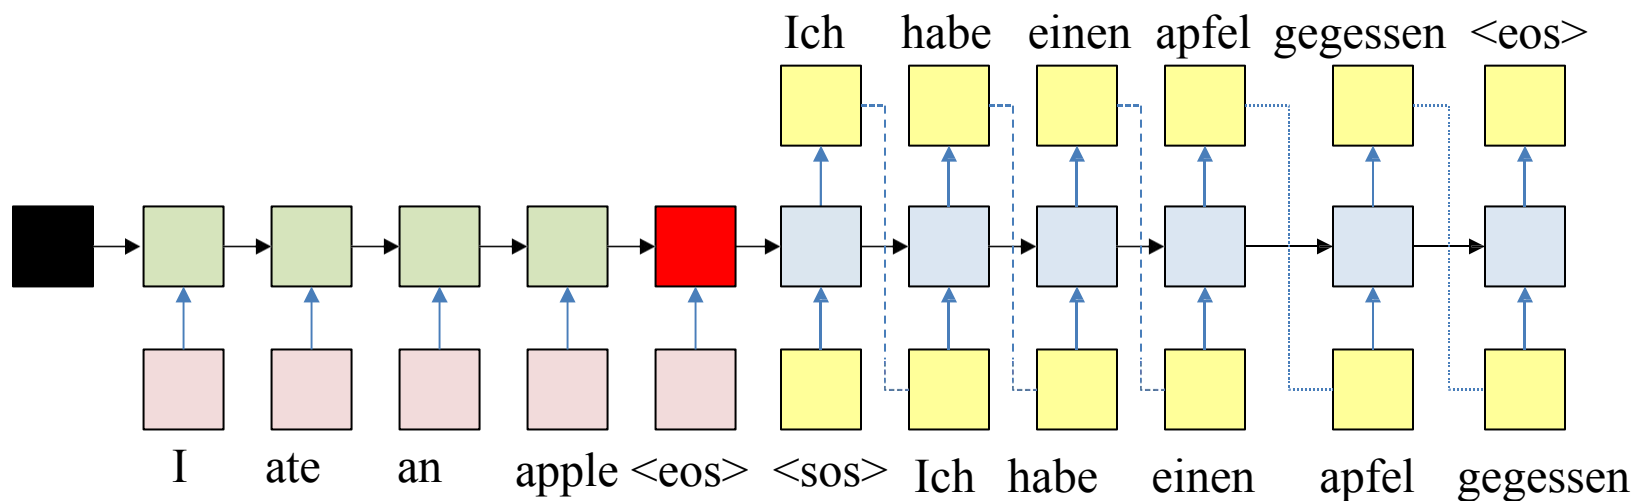 Ich habe einen apfel gegessen <eos>
I ate an apple <eos> <sos> Ich habe einen apfel gegessen